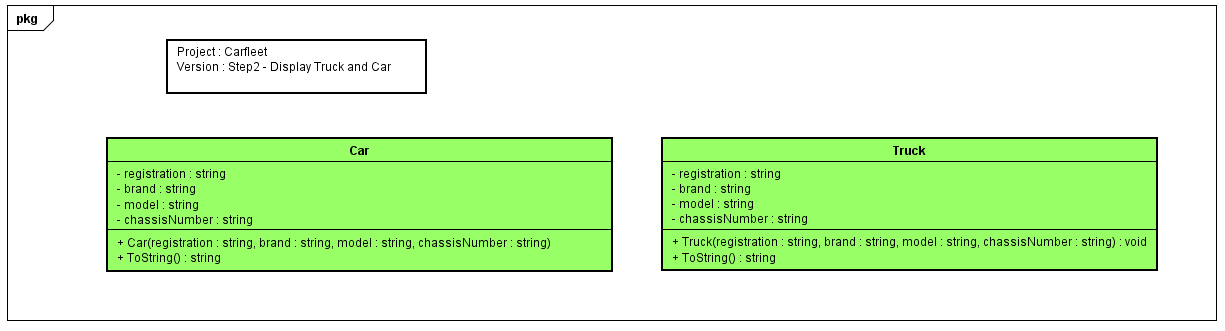 pkg
Project : Carfleet
Version : Step2 - Display Truck and Car
Car
- registration : string
- brand : string
- model : string
- chassisNumber : string
+ Car(registration : string, brand : string, model : string, chassisNumber : string)
+ ToString() : string
Truck
- registration : string
- brand : string
- model : string
- chassisNumber : string
+ Truck(registration : string, brand : string, model : string, chassisNumber : string) : void
+ ToString() : string